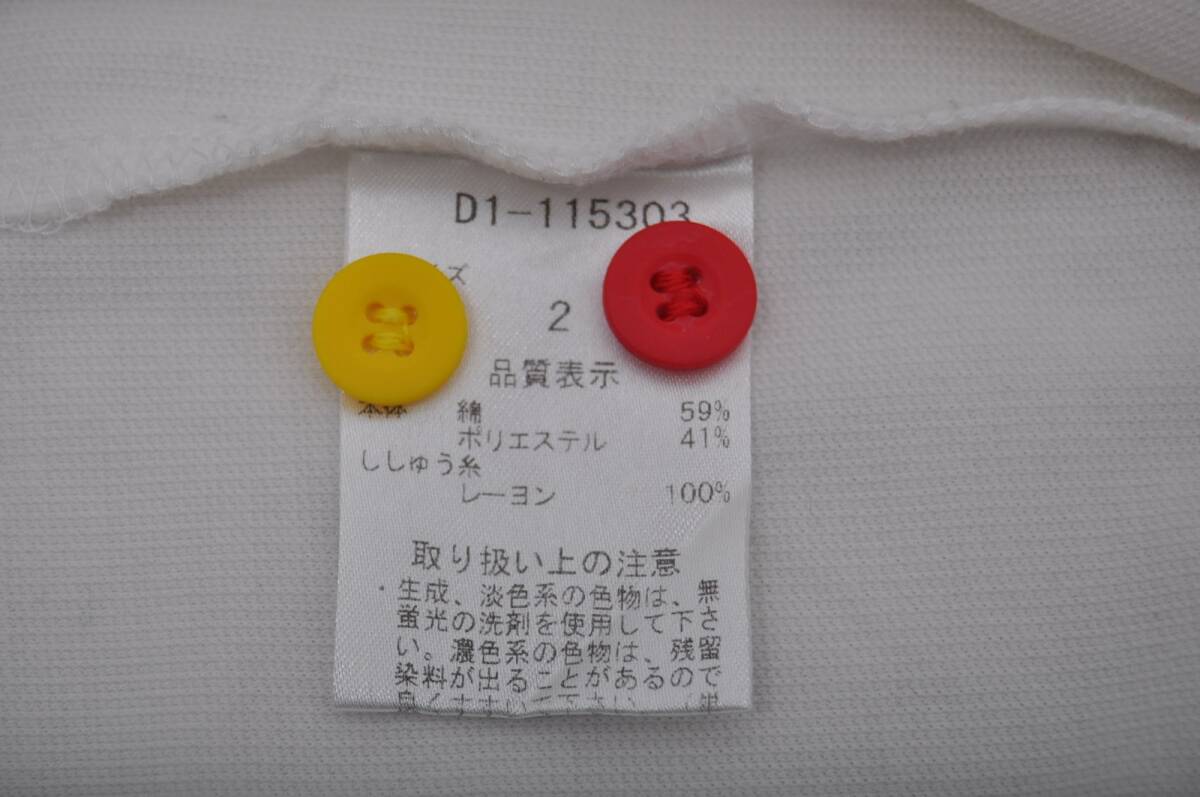 D1-115303
イズ
2
品質表示
本体 綿 59%
ポリエステル 41%
ししゅう糸
レーヨン 100%
取り扱い上の注意
・生成、淡色系の色物は、無
蛍光の洗剤を使用して下さ
い。濃色系の色物は、残留
染料が出ることがあるので